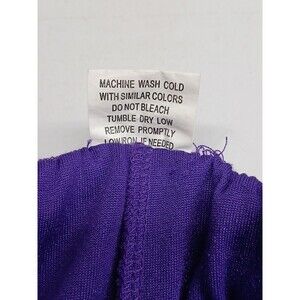 MACHINE WASH COLD
WITH SIMILAR COLORS
DO NOT BLEACH
TUMBLE DRY LOW
REMOVE PROMPTLY
LOW IRON IF NEEDED